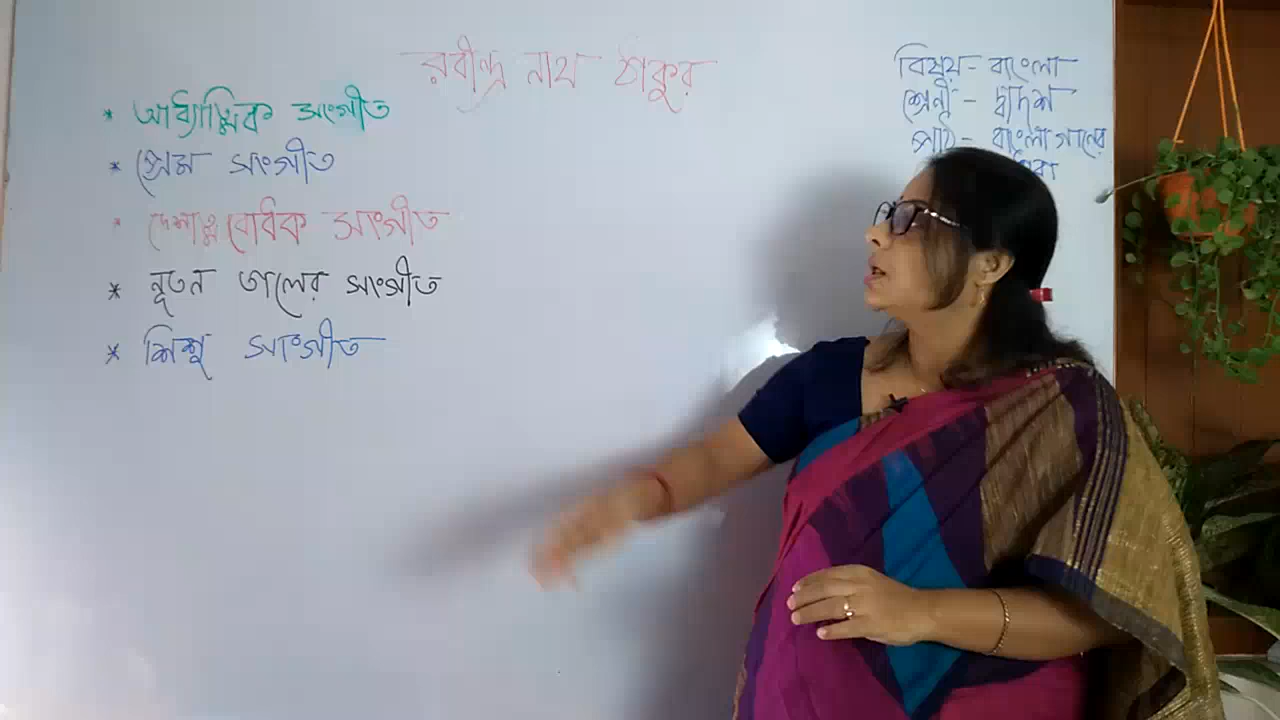 রবীন্দ্র নাথ ঠাকুর
বিষয় - বাংলা
শ্রেণী - দ্বাদশ
পাঠ - বাংলা গানের
* আধ্যাত্মিক সংগীত
* প্রেম সংগীত
* দেশাত্মবোধক সংগীত
* নূতন তালের সংগীত
* শিশু সংগীত